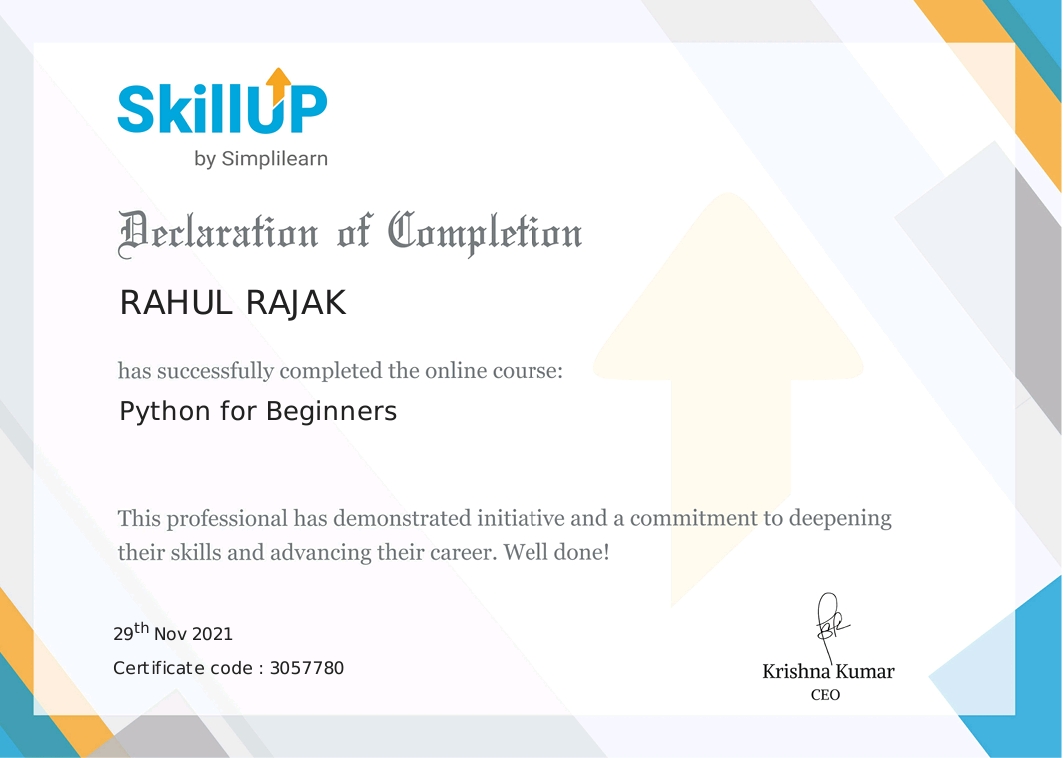 SkillUP
by Simplilearn
Declaration of Completion
RAHUL RAJAK
has successfully completed the online course:
Python for Beginners
This professional has demonstrated initiative and a commitment to deepening
their skills and advancing their career. Well done!
29th Nov 2021
Certificate code : 3057780
Krishna Kumar
CEO